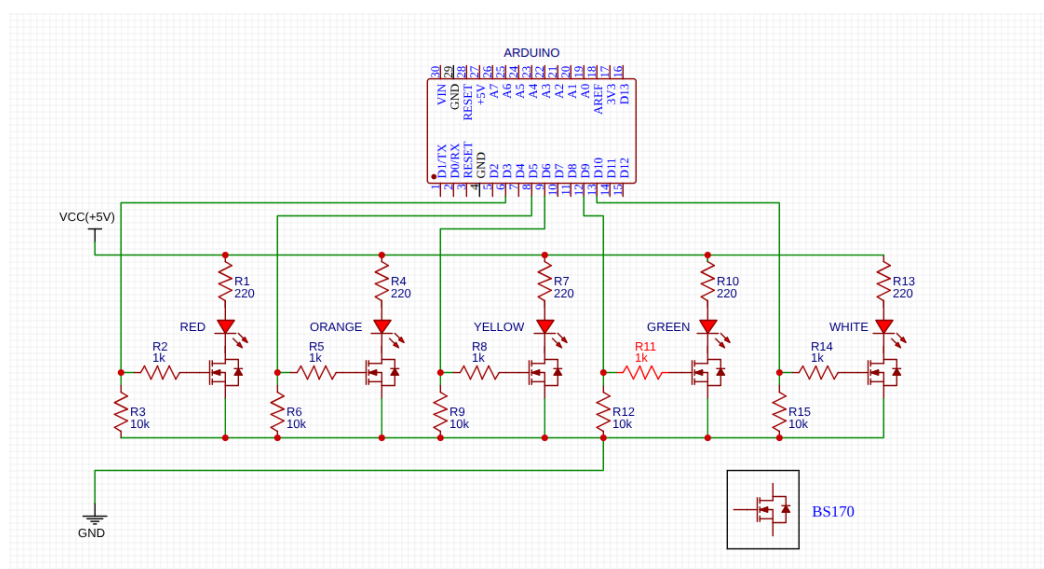 ARDUINO
30 29 28 27 26 25 24 23 22 21 20 19 18 17 16
VIN GND RESET +5V A7 A6 A5 A4 A3 A2 A1 A0 AREF 3V3 D13
D1/TX D0/RX RESET GND D2 D3 D4 D5 D6 D7 D8 D9 D10 D11 D12
1 2 3 4 5 6 7 8 9 10 11 12 13 14 15
VCC(+5V)
R1 R4 R7 R10 R13
220 220 220 220 220
RED ORANGE YELLOW GREEN WHITE
R2 R5 R8 R11 R14
1k 1k 1k 1k 1k
R3 R6 R9 R12 R15
10k 10k 10k 10k 10k
BS170
GND